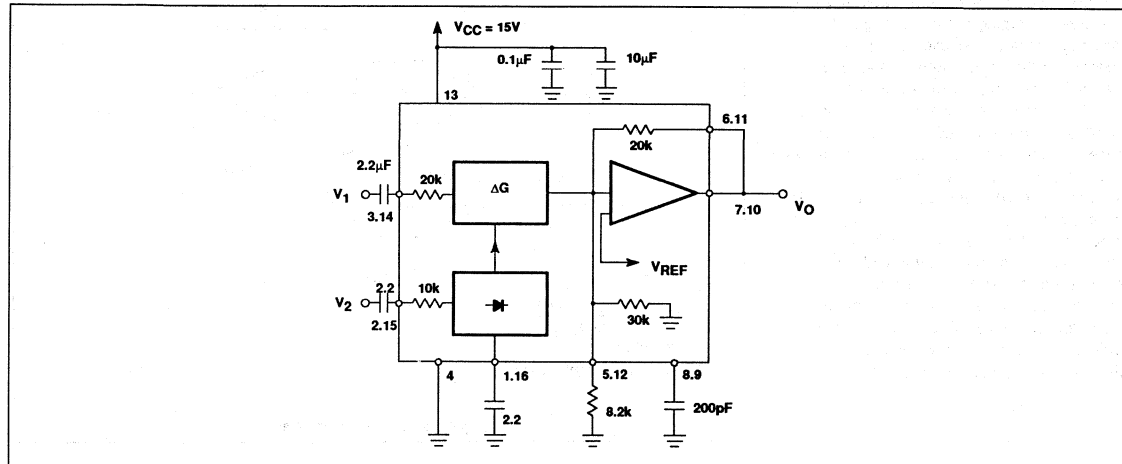 VCC = 15V
0.1μF
10μF
13
6.11
20k
2.2μF
V1
20k
ΔG
3.14
7.10
VO
VREF
V2
2.2
10k
2.15
30k
4
1.16
5.12
8.9
2.2
8.2k
200pF